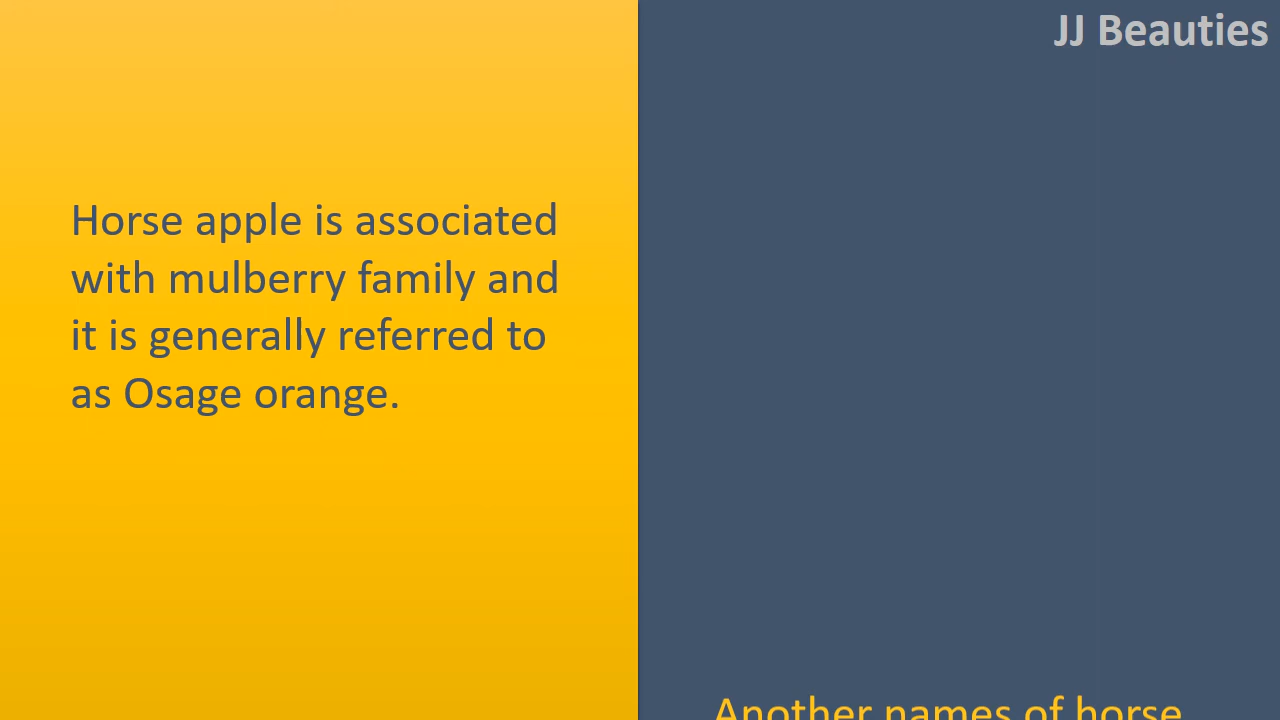 JJ Beauties
Horse apple is associated
with mulberry family and
it is generally referred to
as Osage orange.
Another names of horse